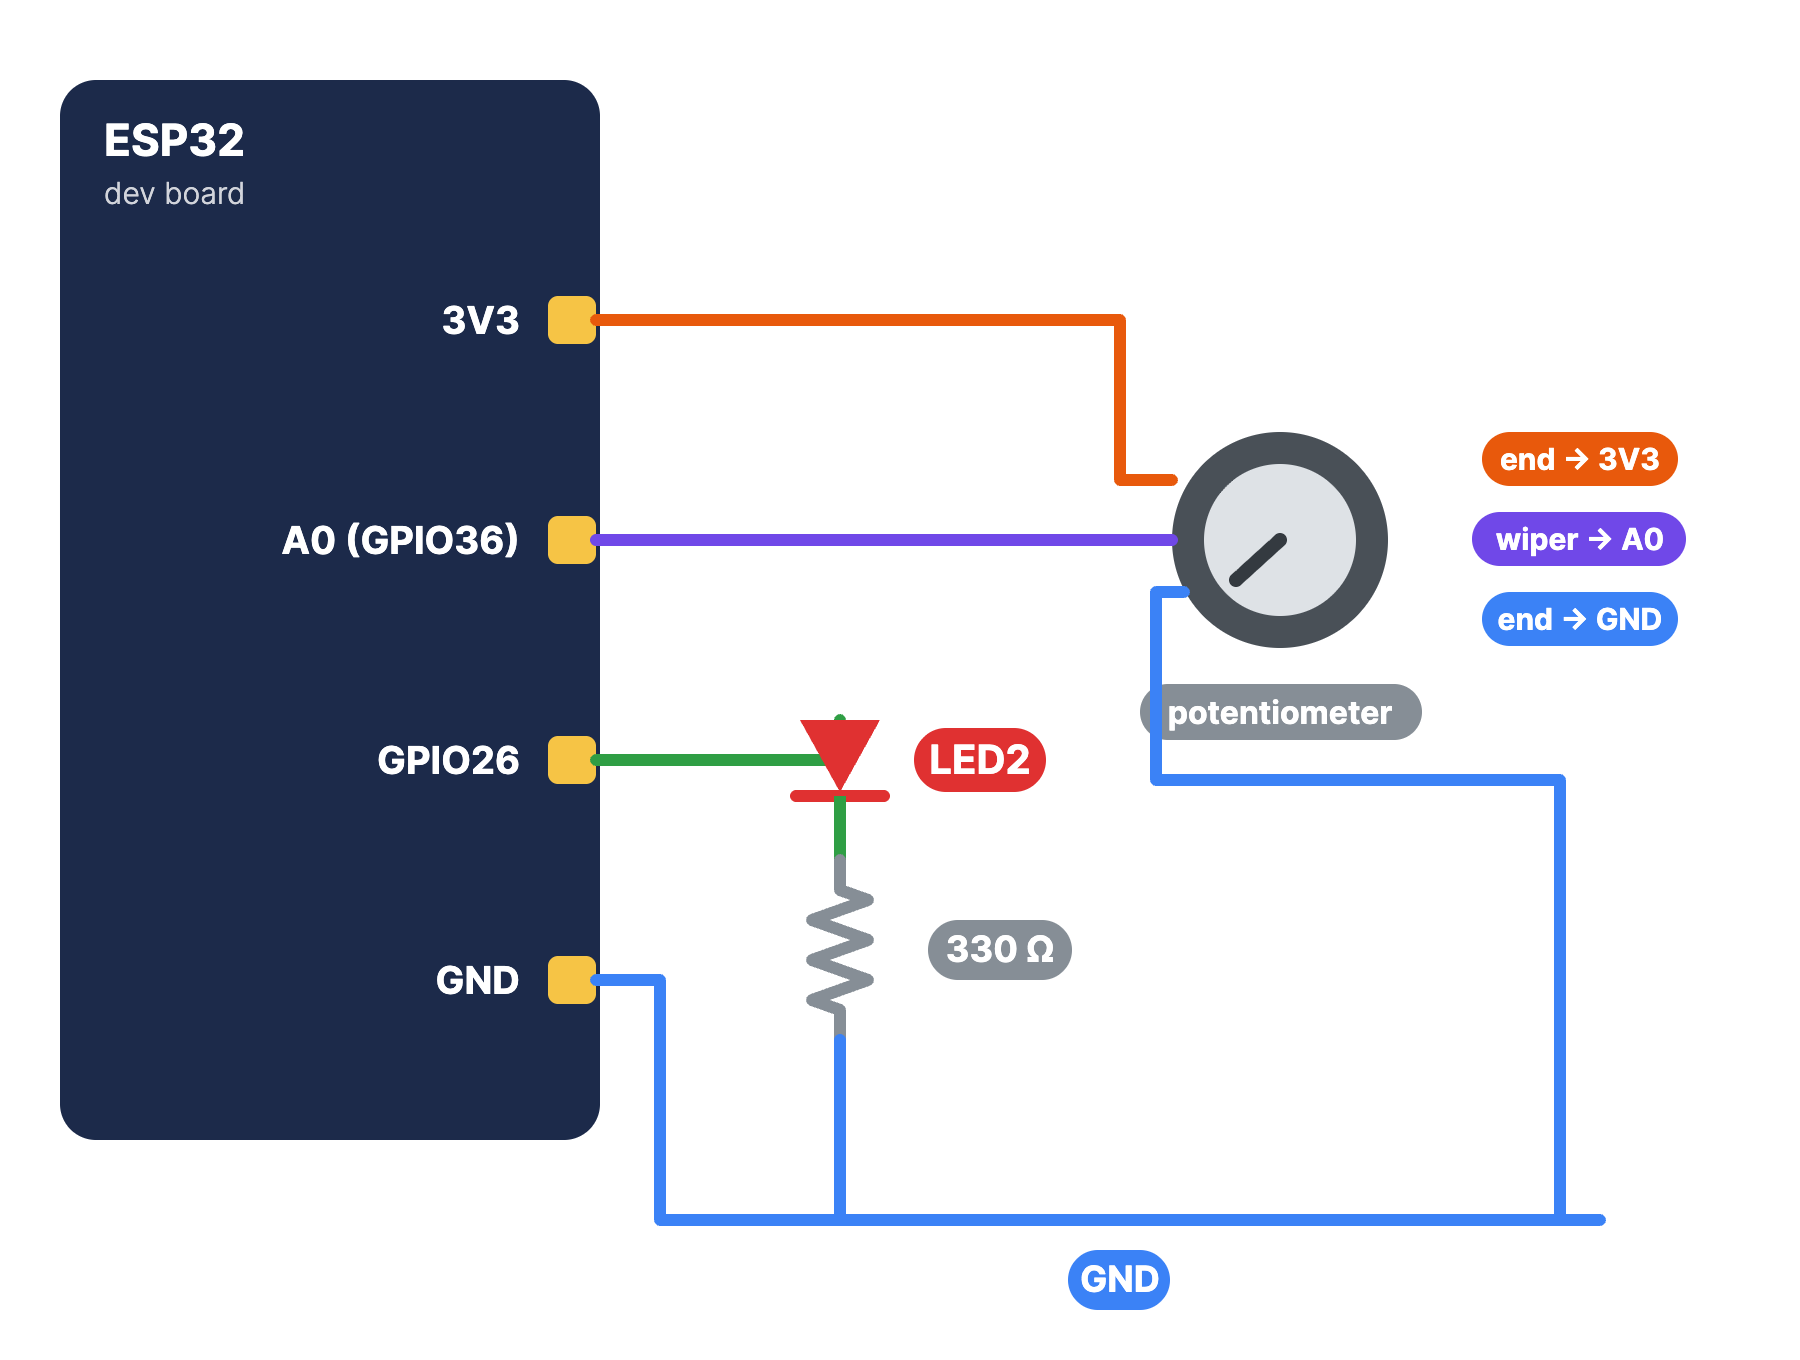 ESP32
dev board
3V3
A0 (GPIO36)
GPIO26
GND
end → 3V3
wiper → A0
end → GND
potentiometer
LED2
330 Ω
GND